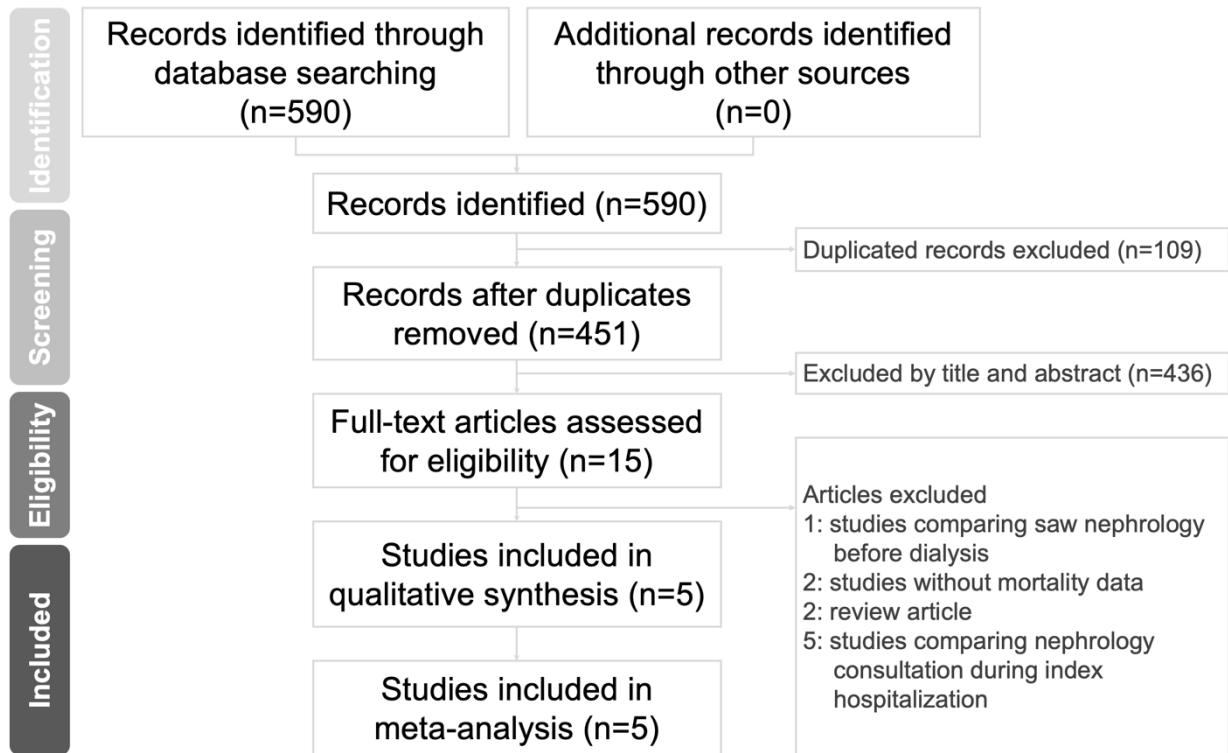 Identification
Records identified through
database searching
(n=590)
Additional records identified
through other sources
(n=0)
Records identified (n=590)
Screening
Duplicated records excluded (n=109)
Records after duplicates
removed (n=451)
Excluded by title and abstract (n=436)
Eligibility
Full-text articles assessed
for eligibility (n=15)
Articles excluded
1: studies comparing saw nephrology
before dialysis
2: studies without mortality data
2: review article
5: studies comparing nephrology
consultation during index
hospitalization
Included
Studies included in
qualitative synthesis (n=5)
Studies included in
meta-analysis (n=5)